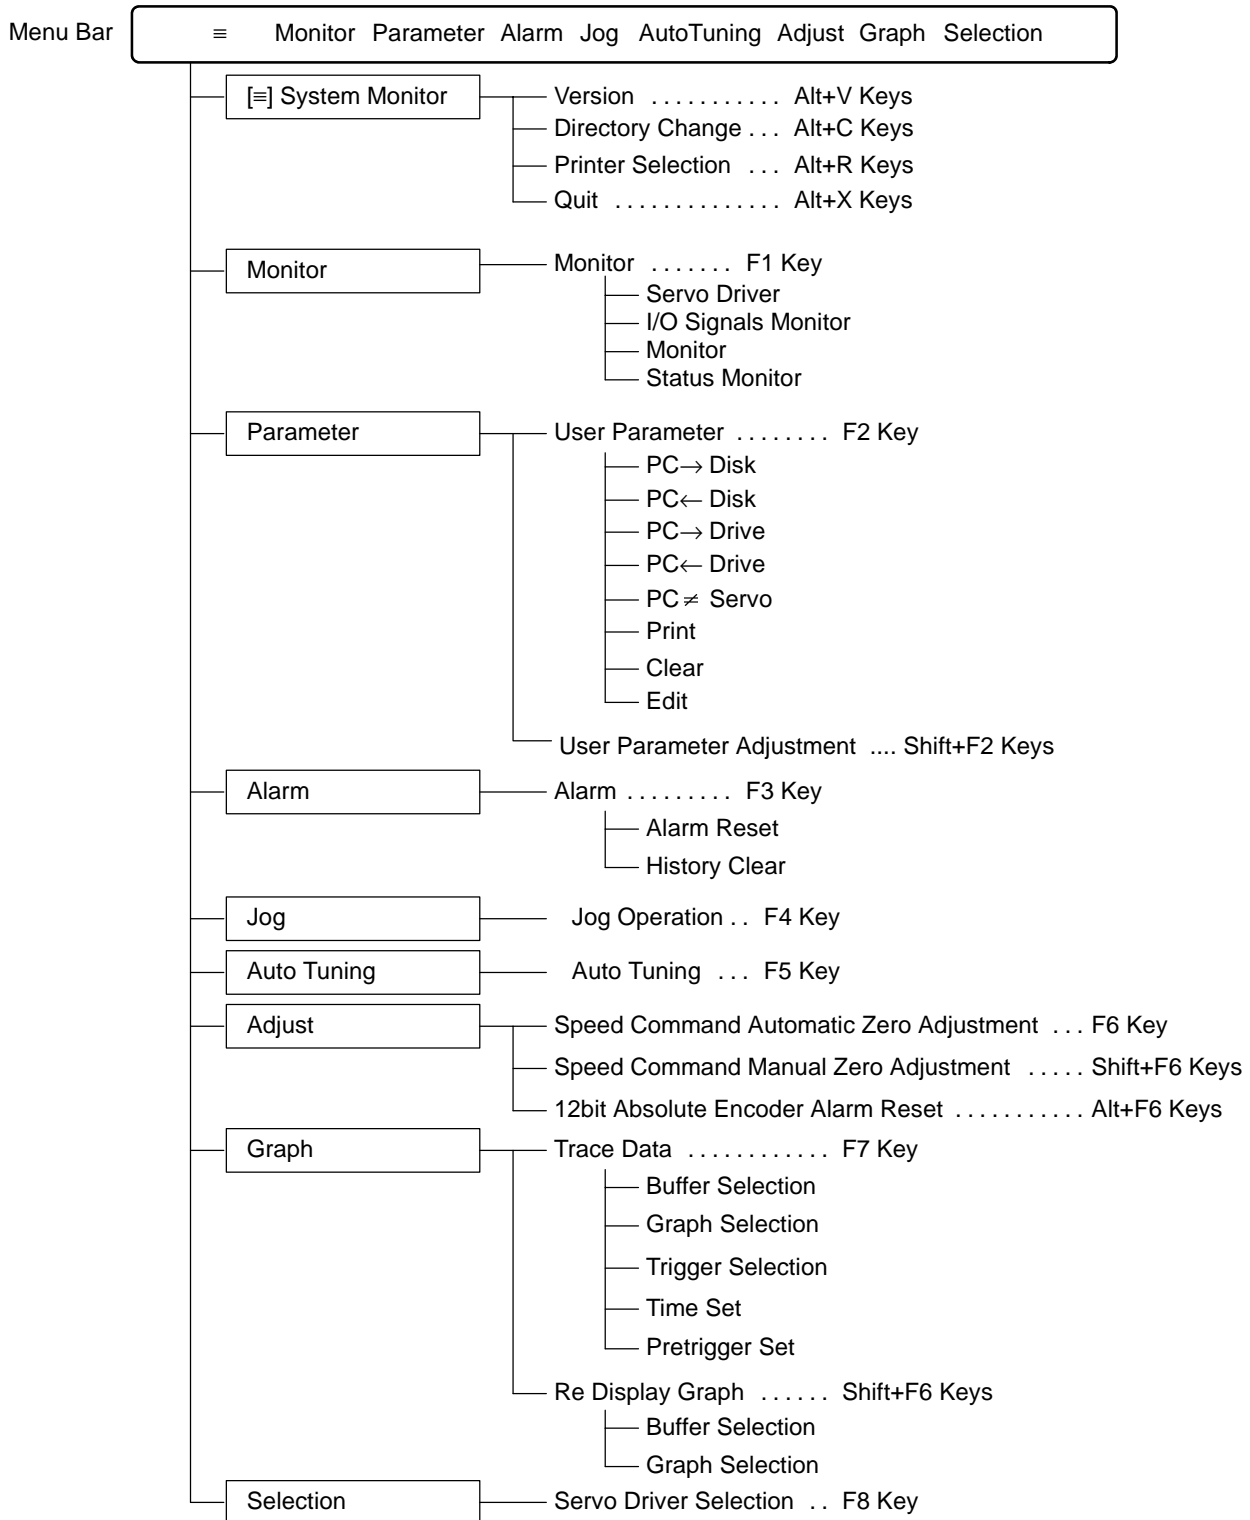 Menu Bar
≡ Monitor Parameter Alarm Jog AutoTuning Adjust Graph Selection
[≡] System Monitor
Version . . . . . . . . . . . Alt+V Keys
Directory Change . . . Alt+C Keys
Printer Selection . . . Alt+R Keys
Quit . . . . . . . . . . . . . . Alt+X Keys
Monitor
Monitor . . . . . . . F1 Key
Servo Driver
I/O Signals Monitor
Monitor
Status Monitor
Parameter
User Parameter . . . . . . . . F2 Key
PC→ Disk
PC← Disk
PC→ Drive
PC← Drive
PC≠ Servo
Print
Clear
Edit
User Parameter Adjustment .... Shift+F2 Keys
Alarm
Alarm . . . . . . . . . F3 Key
Alarm Reset
History Clear
Jog
Jog Operation . . F4 Key
Auto Tuning
Auto Tuning . . . F5 Key
Adjust
Speed Command Automatic Zero Adjustment . . . F6 Key
Speed Command Manual Zero Adjustment . . . . . Shift+F6 Keys
12bit Absolute Encoder Alarm Reset . . . . . . . . . . . Alt+F6 Keys
Graph
Trace Data . . . . . . . . . . . . F7 Key
Buffer Selection
Graph Selection
Trigger Selection
Time Set
Pretrigger Set
Re Display Graph . . . . . . Shift+F6 Keys
Buffer Selection
Graph Selection
Selection
Servo Driver Selection . . F8 Key